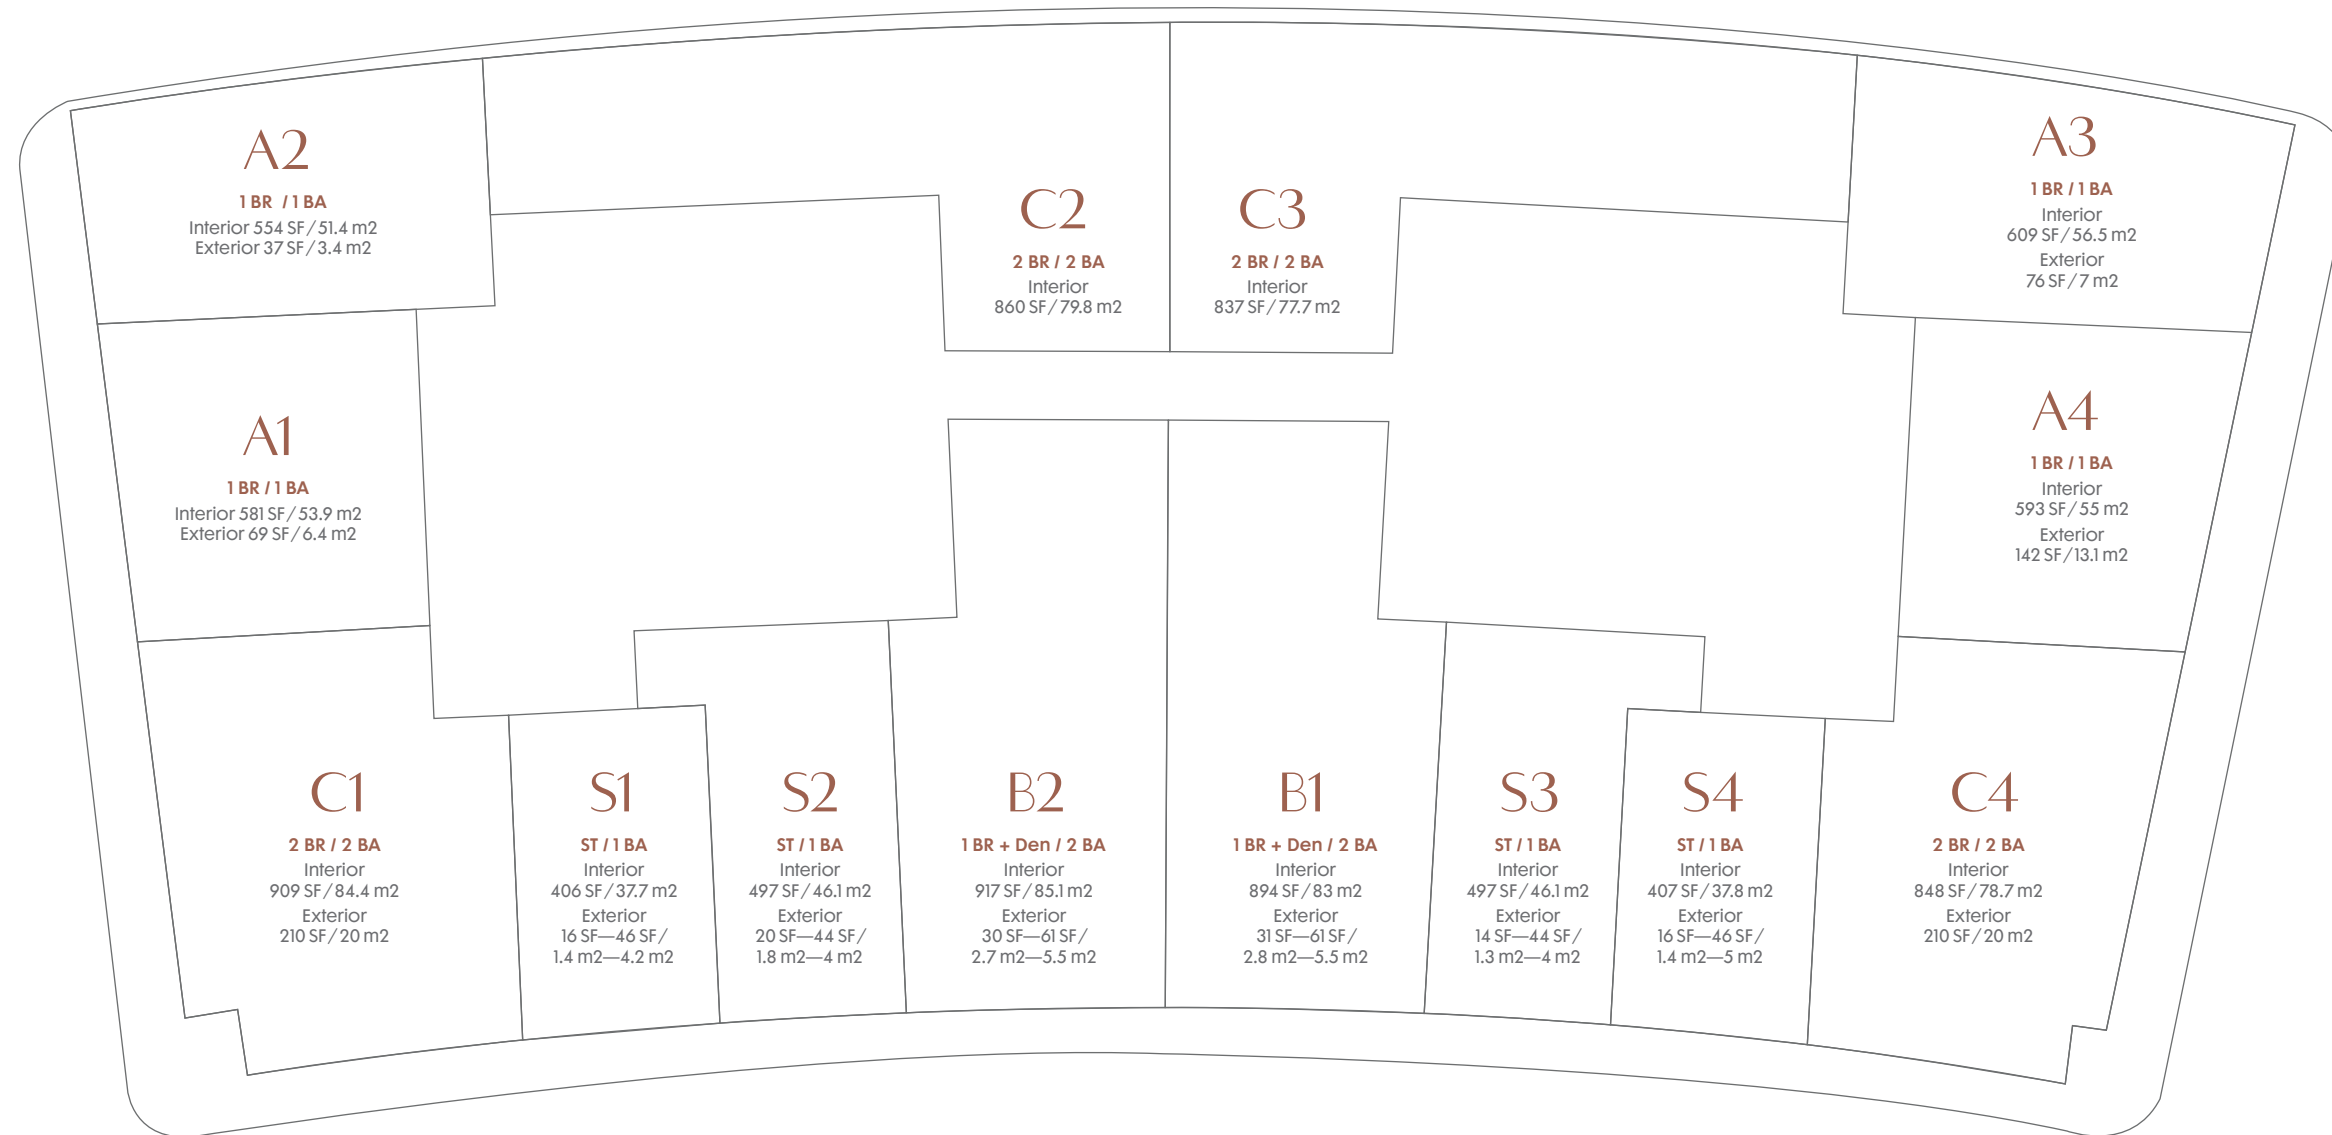 A2
1 BR / 1 BA
Interior 554 SF/51.4 m2
Exterior 37 SF/3.4 m2
C2
2 BR / 2 BA
Interior
860 SF/79.8 m2
C3
2 BR / 2 BA
Interior
837 SF/77.7 m2
A3
1 BR / 1 BA
Interior
609 SF/56.5 m2
Exterior
76 SF/7 m2
A1
1 BR / 1 BA
Interior 581 SF/53.9 m2
Exterior 69 SF/6.4 m2
A4
1 BR / 1 BA
Interior
593 SF/55 m2
Exterior
142 SF/13.1 m2
C1
2 BR / 2 BA
Interior
909 SF/84.4 m2
Exterior
210 SF/20 m2
S1
ST / 1 BA
Interior
406 SF/37.7 m2
Exterior
16 SF—46 SF/
1.4 m2—4.2 m2
S2
ST / 1 BA
Interior
497 SF/46.1 m2
Exterior
20 SF—44 SF/
1.8 m2—4 m2
B2
1 BR + Den / 2 BA
Interior
917 SF/85.1 m2
Exterior
30 SF—61 SF/
2.7 m2—5.5 m2
B1
1 BR + Den / 2 BA
Interior
894 SF/83 m2
Exterior
31 SF—61 SF/
2.8 m2—5.5 m2
S3
ST / 1 BA
Interior
497 SF/46.1 m2
Exterior
14 SF—44 SF/
1.3 m2—4 m2
S4
ST / 1 BA
Interior
407 SF/37.8 m2
Exterior
16 SF—46 SF/
1.4 m2—5 m2
C4
2 BR / 2 BA
Interior
848 SF/78.7 m2
Exterior
210 SF/20 m2